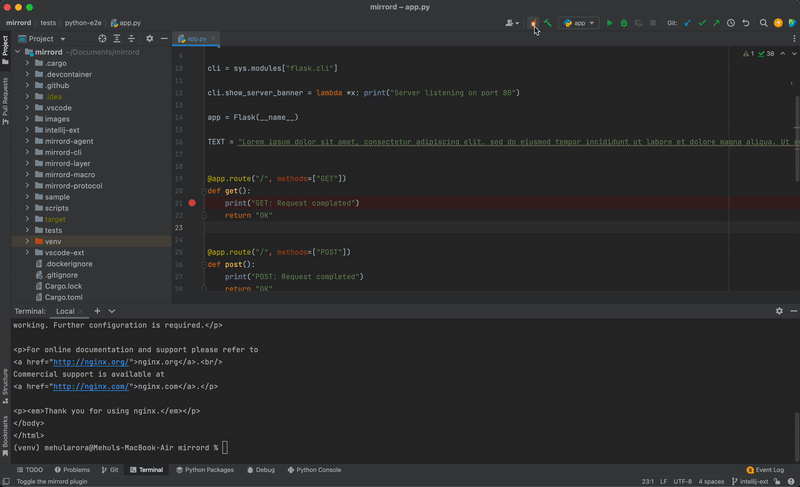 mirrord – app.py
mirrord
tests
python-e2e
app.py
app
Git:
Project
app.py
1
38
mirrord ~/Documents/mirrord
.cargo
.devcontainer
.github
.idea
.vscode
images
intellij-ext
mirrord-agent
mirrord-cli
mirrord-layer
mirrord-macro
mirrord-protocol
sample
scripts
target
tests
venv
vscode-ext
.dockerignore
.gitignore
Cargo.lock
Cargo.toml
Project
Pull Requests
Structure
Bookmarks
9
10 cli = sys.modules["flask.cli"]
11
12 cli.show_server_banner = lambda *x: print("Server listening on port 80")
13
14 app = Flask(__name__)
15
16 TEXT = "Lorem ipsum dolor sit amet, consectetur adipiscing elit, sed do eiusmod tempor incididunt ut labore et dolore magna aliqua. Ut e
17
18
19 @app.route("/", methods=["GET"])
20 def get():
21 print("GET: Request completed")
22 return "OK"
23
24
25 @app.route("/", methods=["POST"])
26 def post():
27 print("POST: Request completed")
28 return "OK"
Terminal: Local
working. Further configuration is required.</p>
<p>For online documentation and support please refer to
<a href="http://nginx.org/">nginx.org</a>.<br/>
Commercial support is available at
<a href="http://nginx.com/">nginx.com</a>.</p>
<p><em>Thank you for using nginx.</em></p>
</body>
</html>
(venv) mehularora@Mehuls-MacBook-Air mirrord %
TODO
Problems
Git
Terminal
Python Packages
Debug
Python Console
Event Log
Toggle the mirrord plugin
23:1
LF
UTF-8
4 spaces
intellij-ext